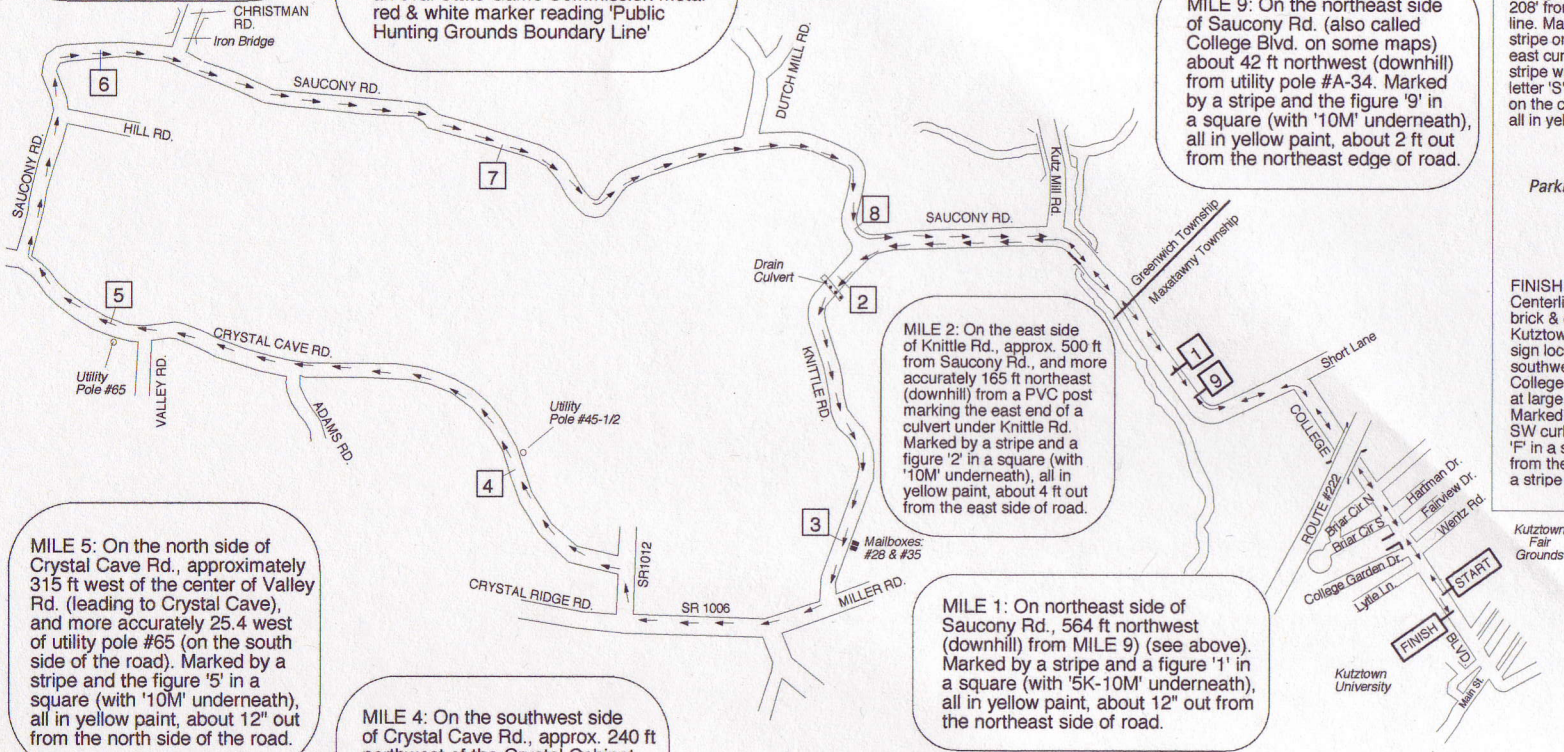 an oval State Game Commission metal
red & white marker reading 'Public
Hunting Grounds Boundary Line'
MILE 9: On the northeast side
of Saucony Rd. (also called
College Blvd. on some maps)
about 42 ft northwest (downhill)
from utility pole #A-34. Marked
by a stripe and the figure '9' in
a square (with '10M' underneath),
all in yellow paint, about 2 ft out
from the northeast edge of road.
208' from
line. Ma
stripe on
east cur
stripe w
letter 'S'
on the c
all in yel
Park
FINISH
Centerli
brick &
Kutztow
sign loc
southwe
College
at large
Marked
SW curl
'F' in a s
from the
a stripe
CHRISTMAN
RD.
Iron Bridge
6
SAUCONY RD.
DUTCH MILL RD.
HILL RD.
SAUCONY RD.
7
8
SAUCONY RD.
Kutz Mill Rd.
Greenwich Township
Maxatawny Township
Drain
Culvert
2
5
CRYSTAL CAVE RD.
Utility
Pole #65
VALLEY RD.
ADAMS RD.
Utility
Pole #45-1/2
4
KNITTLE RD.
1
9
Short Lane
COLLEGE
MILE 2: On the east side
of Knittle Rd., approx. 500 ft
from Saucony Rd., and more
accurately 165 ft northeast
(downhill) from a PVC post
marking the east end of a
culvert under Knittle Rd.
Marked by a stripe and a
figure '2' in a square (with
'10M' underneath), all in
yellow paint, about 4 ft out
from the east side of road.
ROUTE #222
Hartman Dr.
Fairview Dr.
Wentz Rd.
Briar Cir N
Briar Cir S
College Garden Dr.
Lytle Ln.
Kutztown
Fair
Grounds
START
FINISH
BLVD.
Main St.
Kutztown
University
3
Mailboxes:
#28 & #35
SR1012
CRYSTAL RIDGE RD.
SR 1006
MILLER RD.
MILE 5: On the north side of
Crystal Cave Rd., approximately
315 ft west of the center of Valley
Rd. (leading to Crystal Cave),
and more accurately 25.4 west
of utility pole #65 (on the south
side of the road). Marked by a
stripe and the figure '5' in a
square (with '10M' underneath),
all in yellow paint, about 12" out
from the north side of the road.
MILE 4: On the southwest side
of Crystal Cave Rd., approx. 240 ft
northwest of the Crystal Cabinet
MILE 1: On northeast side of
Saucony Rd., 564 ft northwest
(downhill) from MILE 9) (see above).
Marked by a stripe and a figure '1' in
a square (with '5K-10M' underneath),
all in yellow paint, about 12" out from
the northeast side of road.